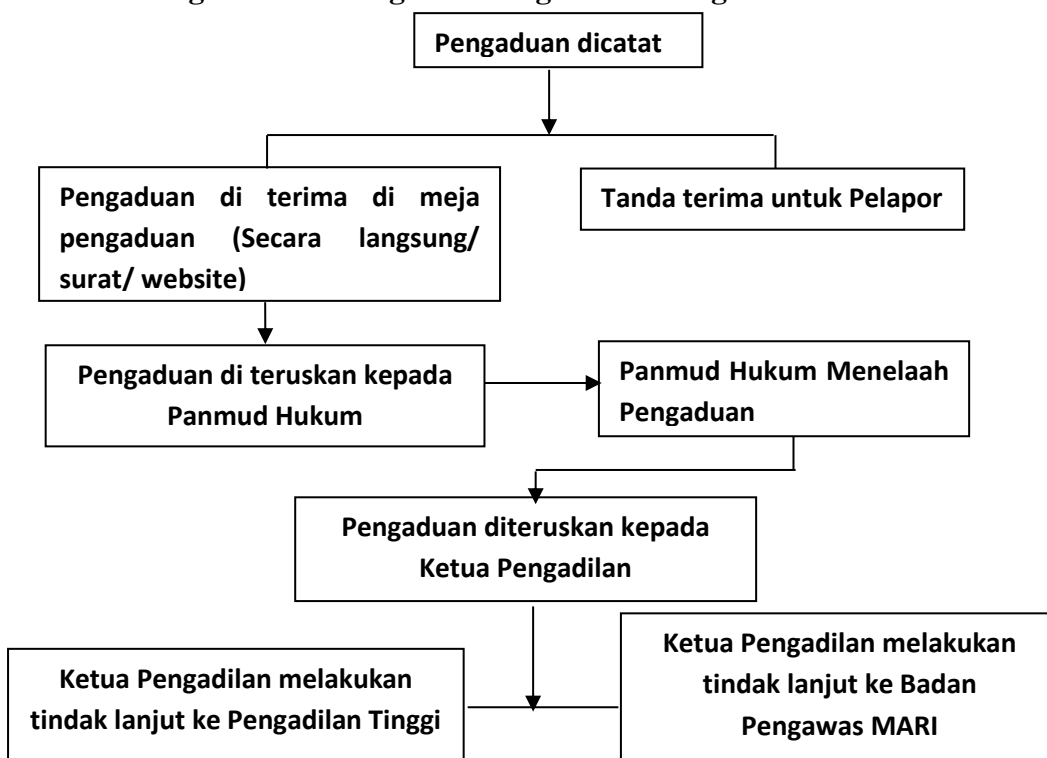 Pengaduan dicatat
Pengaduan di terima di meja
pengaduan (Secara langsung/
surat/ website)
Tanda terima untuk Pelapor
Pengaduan di teruskan kepada
Panmud Hukum
Panmud Hukum Menelaah
Pengaduan
Pengaduan diteruskan kepada
Ketua Pengadilan
Ketua Pengadilan melakukan
tindak lanjut ke Pengadilan Tinggi
Ketua Pengadilan melakukan
tindak lanjut ke Badan
Pengawas MARI